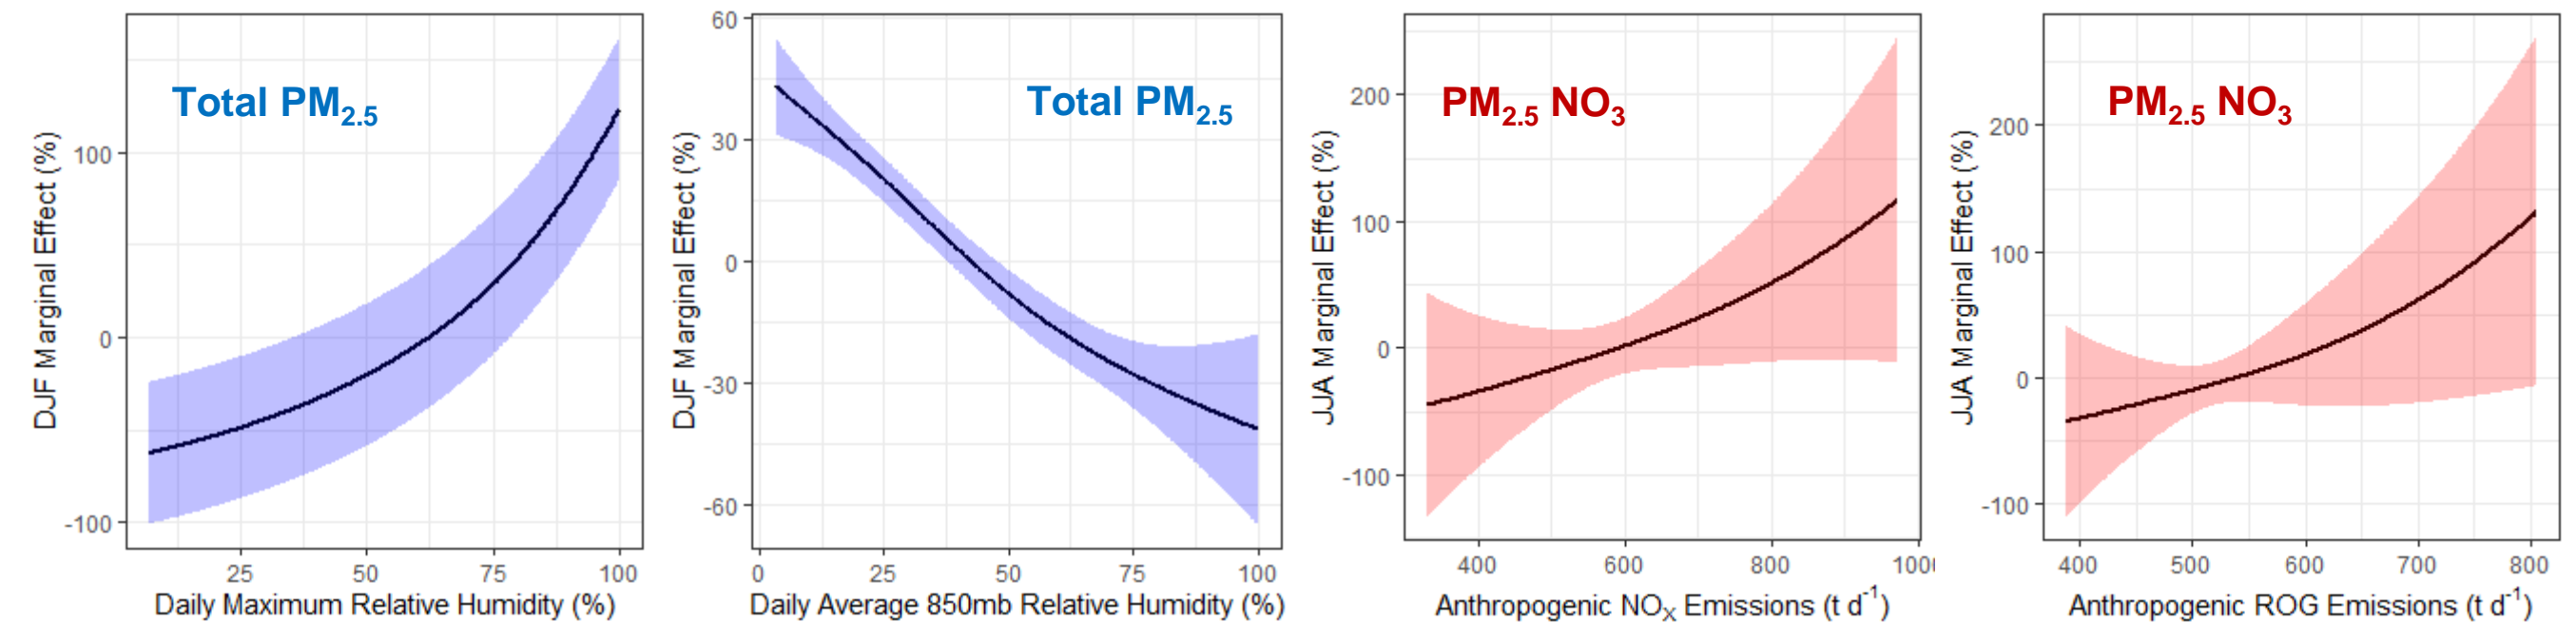 DJF Marginal Effect (%)
100
0
-100
Total PM2.5
25 50 75 100
Daily Maximum Relative Humidity (%)
DJF Marginal Effect (%)
60
30
0
-30
-60
Total PM2.5
0 25 50 75 100
Daily Average 850mb Relative Humidity (%)
JJA Marginal Effect (%)
200
100
0
-100
PM2.5 NO3
400 600 800 100
Anthropogenic NOX Emissions (t d-1)
JJA Marginal Effect (%)
200
100
0
-100
PM2.5 NO3
400 500 600 700 800
Anthropogenic ROG Emissions (t d-1)